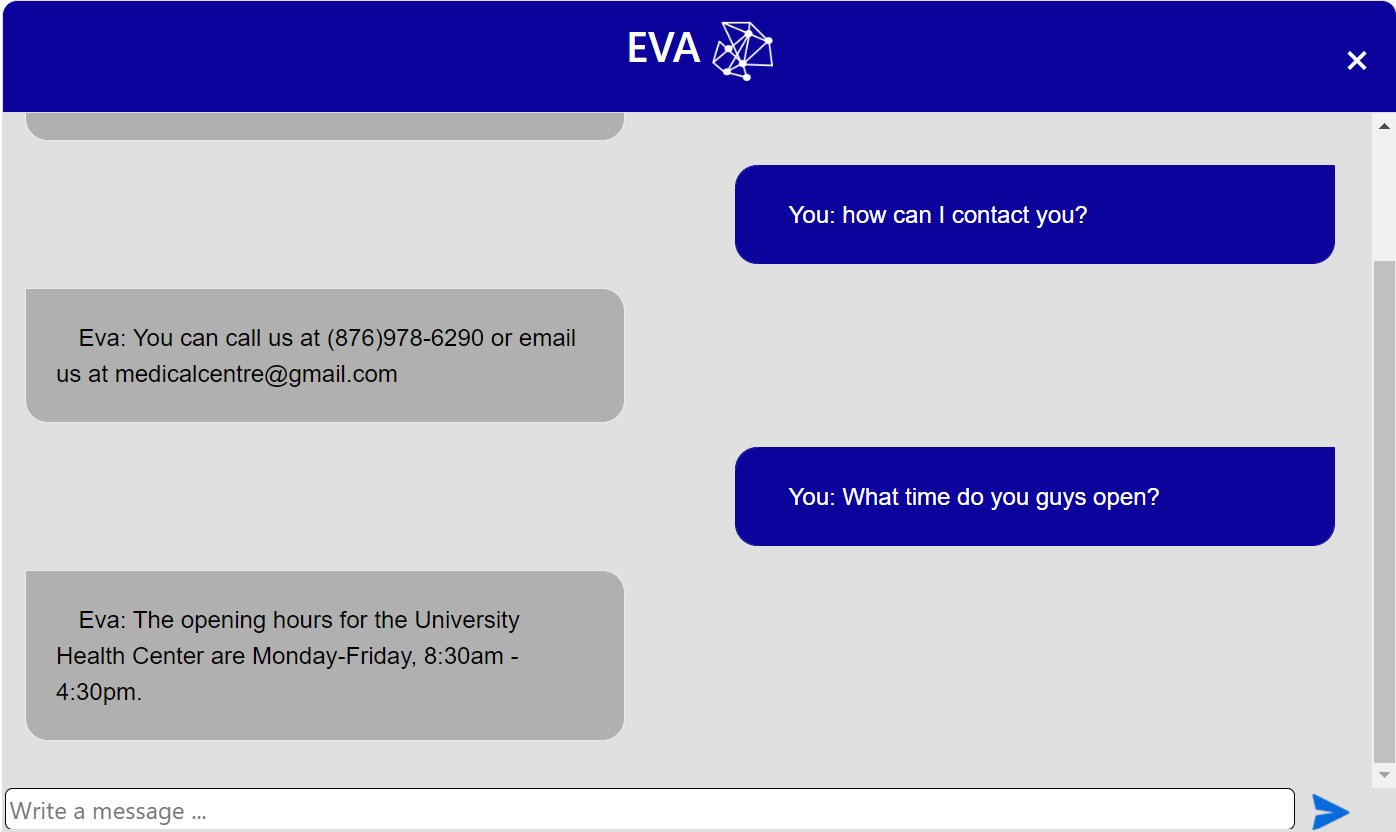 EVA
You: how can I contact you?
Eva: You can call us at (876)978-6290 or email
us at medicalcentre@gmail.com
You: What time do you guys open?
Eva: The opening hours for the University
Health Center are Monday-Friday, 8:30am -
4:30pm.
Write a message ...